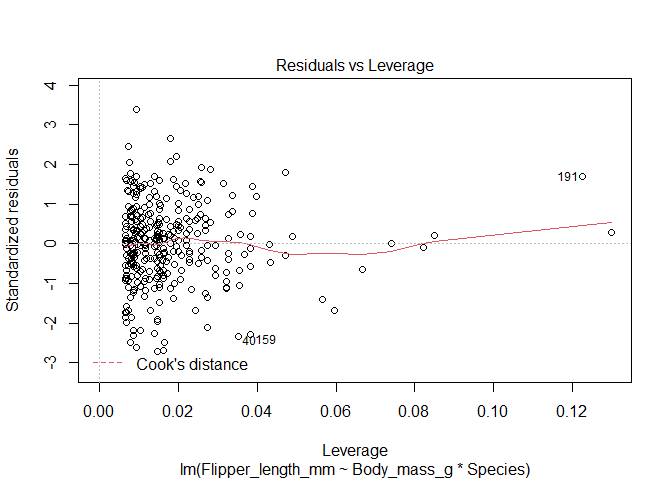 Residuals vs Leverage
Standardized residuals
4
3
2
1
0
-1
-2
-3
191
40159
Cook's distance
0.00 0.02 0.04 0.06 0.08 0.10 0.12
Leverage
lm(Flipper_length_mm ~ Body_mass_g * Species)